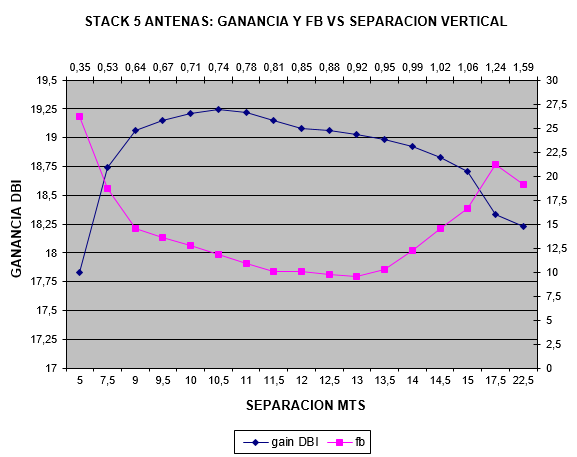 STACK 5 ANTENAS: GANANCIA Y FB VS SEPARACION VERTICAL
0,35 0,53 0,64 0,67 0,71 0,74 0,78 0,81 0,85 0,88 0,92 0,95 0,99 1,02 1,06 1,24 1,59
19,5 30
19,25 27,5
19 25
22,5
18,75 20
18,5 17,5
18,25 15
18 12,5
17,75 10
17,5 7,5
17,25 5
2,5
17 0
GANANCIA DBI
5 7,5 9 9,5 10 10,5 11 11,5 12 12,5 13 13,5 14 14,5 15 17,5 22,5
SEPARACION MTS
gain DBI fb